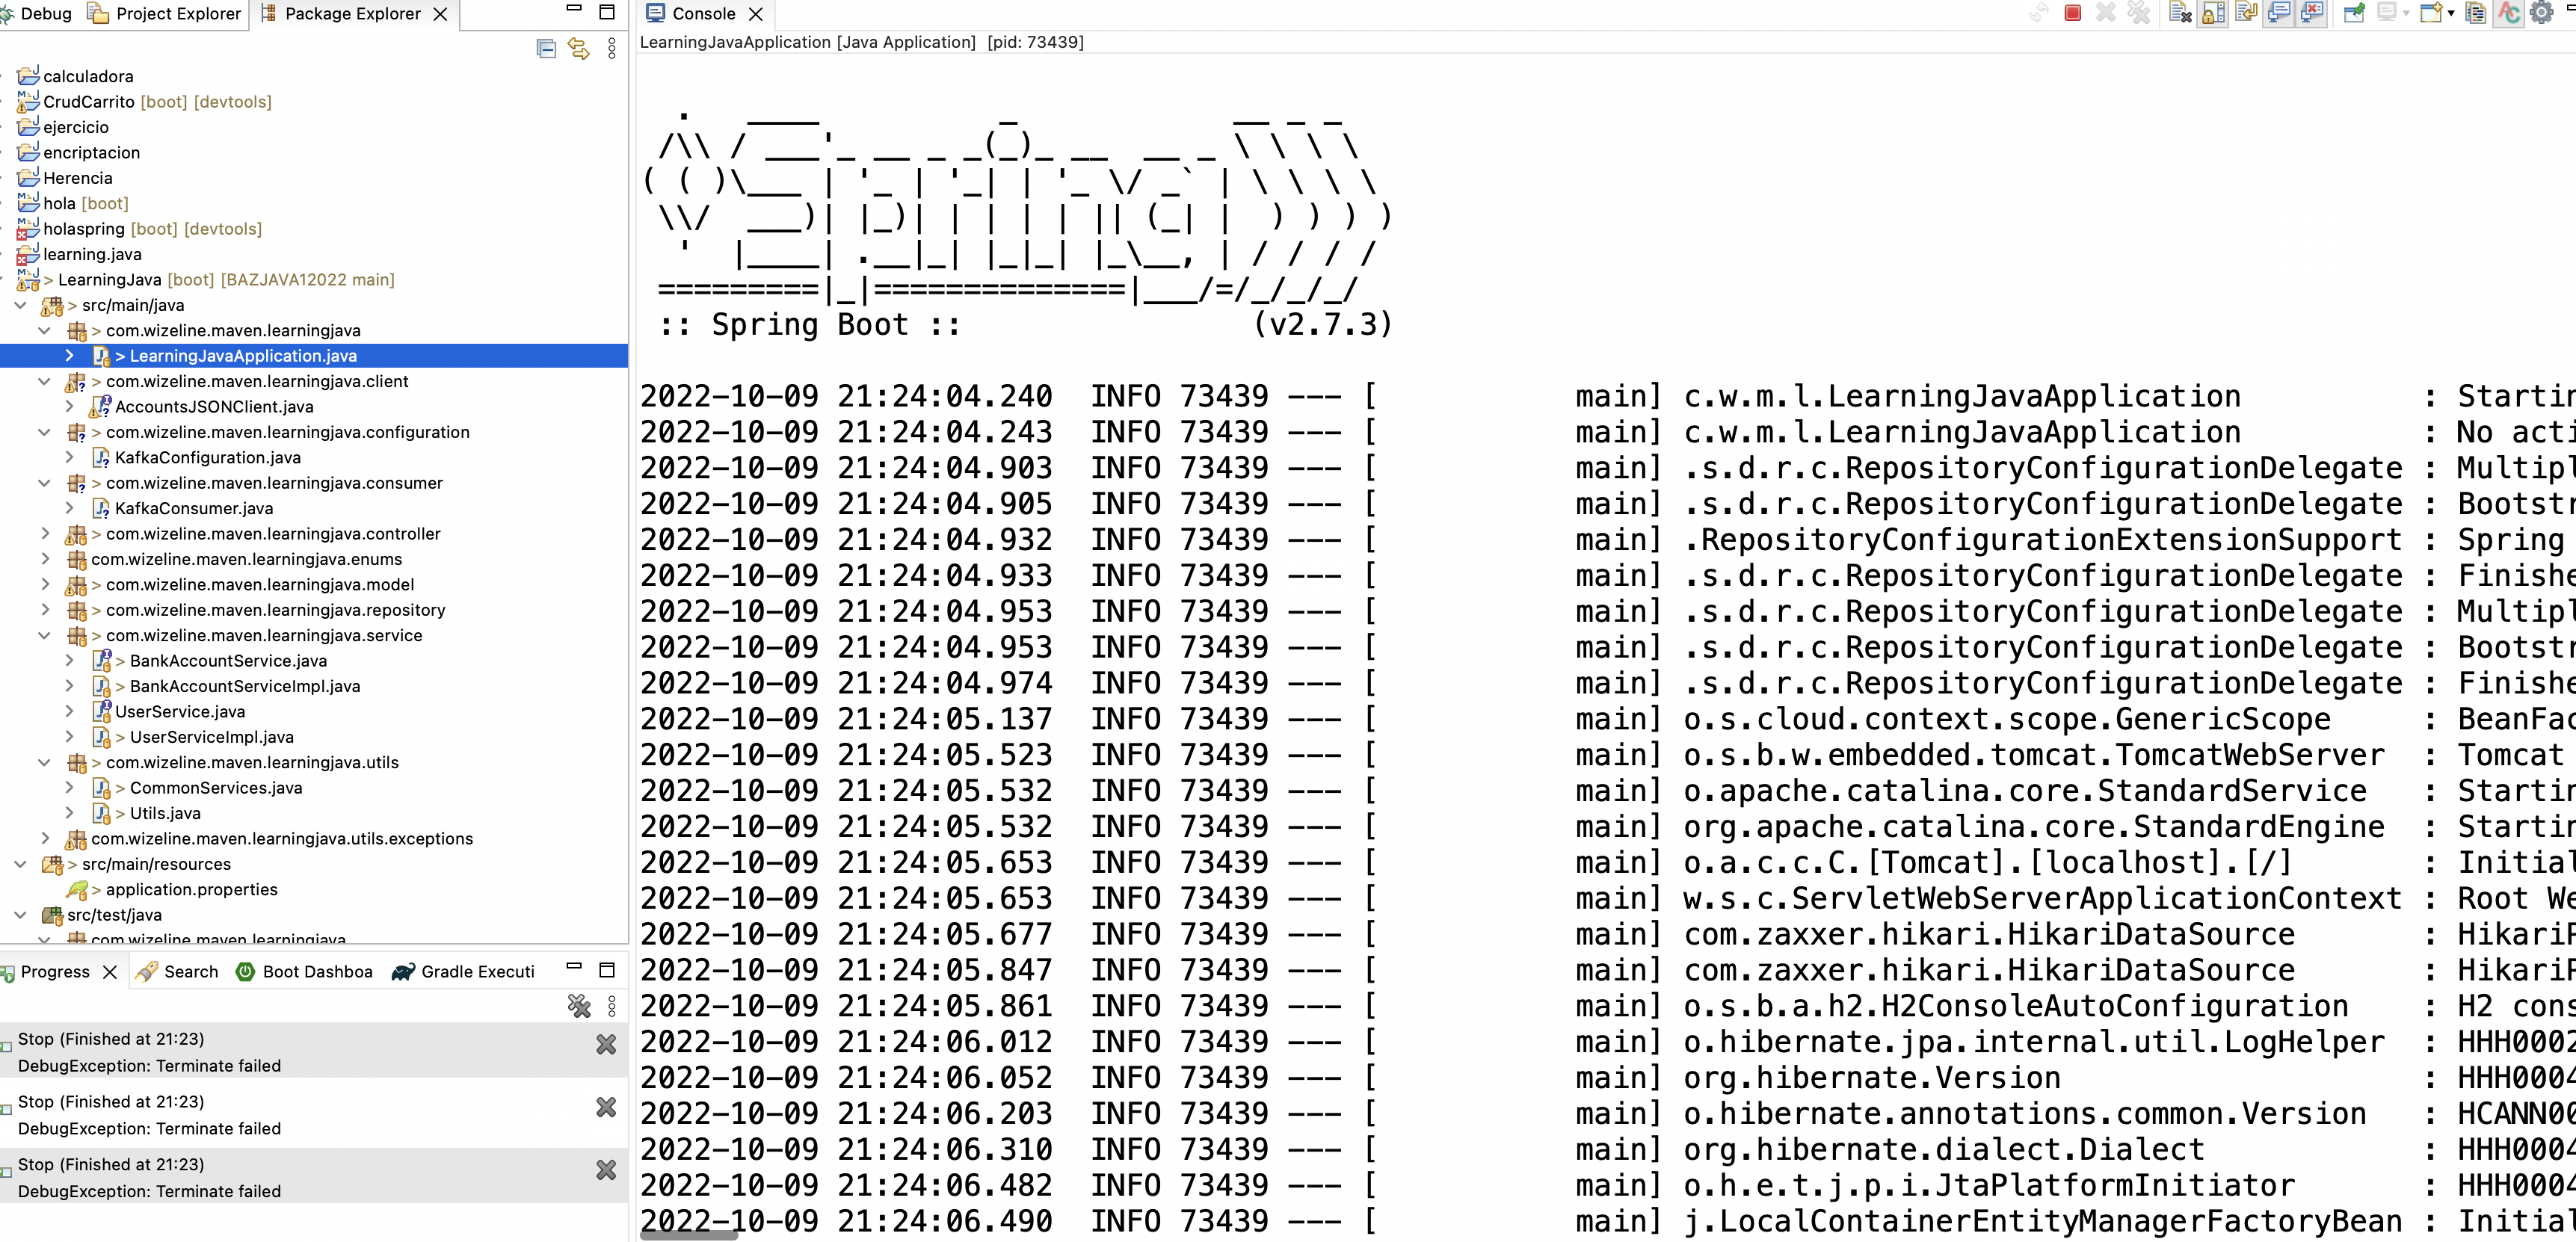 Debug Project Explorer Package Explorer
calculadora
CrudCarrito [boot] [devtools]
ejercicio
encriptacion
Herencia
hola [boot]
holaspring [boot] [devtools]
learning.java
> LearningJava [boot] [BAZJAVA12022 main]
> src/main/java
> com.wizeline.maven.learningjava
> LearningJavaApplication.java
> com.wizeline.maven.learningjava.client
AccountsJSONClient.java
> com.wizeline.maven.learningjava.configuration
KafkaConfiguration.java
> com.wizeline.maven.learningjava.consumer
KafkaConsumer.java
> com.wizeline.maven.learningjava.controller
com.wizeline.maven.learningjava.enums
> com.wizeline.maven.learningjava.model
> com.wizeline.maven.learningjava.repository
> com.wizeline.maven.learningjava.service
> BankAccountService.java
> BankAccountServiceImpl.java
UserService.java
> UserServiceImpl.java
> com.wizeline.maven.learningjava.utils
> CommonServices.java
> Utils.java
com.wizeline.maven.learningjava.utils.exceptions
> src/main/resources
> application.properties
src/test/java
com.wizeline.maven.learningjava
Progress Search Boot Dashboa Gradle Executi
Stop (Finished at 21:23)
DebugException: Terminate failed
Stop (Finished at 21:23)
DebugException: Terminate failed
Stop (Finished at 21:23)
DebugException: Terminate failed
Console
LearningJavaApplication [Java Application] [pid: 73439]
Spring
:: Spring Boot :: (v2.7.3)
2022-10-09 21:24:04.240 INFO 73439 --- [ main] c.w.m.l.LearningJavaApplication : Startin
2022-10-09 21:24:04.243 INFO 73439 --- [ main] c.w.m.l.LearningJavaApplication : No acti
2022-10-09 21:24:04.903 INFO 73439 --- [ main] .s.d.r.c.RepositoryConfigurationDelegate : Multipl
2022-10-09 21:24:04.905 INFO 73439 --- [ main] .s.d.r.c.RepositoryConfigurationDelegate : Bootstr
2022-10-09 21:24:04.932 INFO 73439 --- [ main] .RepositoryConfigurationExtensionSupport : Spring
2022-10-09 21:24:04.933 INFO 73439 --- [ main] .s.d.r.c.RepositoryConfigurationDelegate : Finishe
2022-10-09 21:24:04.953 INFO 73439 --- [ main] .s.d.r.c.RepositoryConfigurationDelegate : Multipl
2022-10-09 21:24:04.953 INFO 73439 --- [ main] .s.d.r.c.RepositoryConfigurationDelegate : Bootstr
2022-10-09 21:24:04.974 INFO 73439 --- [ main] .s.d.r.c.RepositoryConfigurationDelegate : Finishe
2022-10-09 21:24:05.137 INFO 73439 --- [ main] o.s.cloud.context.scope.GenericScope : BeanFac
2022-10-09 21:24:05.523 INFO 73439 --- [ main] o.s.b.w.embedded.tomcat.TomcatWebServer : Tomcat
2022-10-09 21:24:05.532 INFO 73439 --- [ main] o.apache.catalina.core.StandardService : Startin
2022-10-09 21:24:05.532 INFO 73439 --- [ main] org.apache.catalina.core.StandardEngine : Startin
2022-10-09 21:24:05.653 INFO 73439 --- [ main] o.a.c.c.C.[Tomcat].[localhost].[/] : Initial
2022-10-09 21:24:05.653 INFO 73439 --- [ main] w.s.c.ServletWebServerApplicationContext : Root We
2022-10-09 21:24:05.677 INFO 73439 --- [ main] com.zaxxer.hikari.HikariDataSource : HikariP
2022-10-09 21:24:05.847 INFO 73439 --- [ main] com.zaxxer.hikari.HikariDataSource : HikariP
2022-10-09 21:24:05.861 INFO 73439 --- [ main] o.s.b.a.h2.H2ConsoleAutoConfiguration : H2 cons
2022-10-09 21:24:06.012 INFO 73439 --- [ main] o.hibernate.jpa.internal.util.LogHelper : HHH0002
2022-10-09 21:24:06.052 INFO 73439 --- [ main] org.hibernate.Version : HHH0004
2022-10-09 21:24:06.203 INFO 73439 --- [ main] o.hibernate.annotations.common.Version : HCANN00
2022-10-09 21:24:06.310 INFO 73439 --- [ main] org.hibernate.dialect.Dialect : HHH0004
2022-10-09 21:24:06.482 INFO 73439 --- [ main] o.h.e.t.j.p.i.JtaPlatformInitiator : HHH0004
2022-10-09 21:24:06.490 INFO 73439 --- [ main] j.LocalContainerEntityManagerFactoryBean : Initial